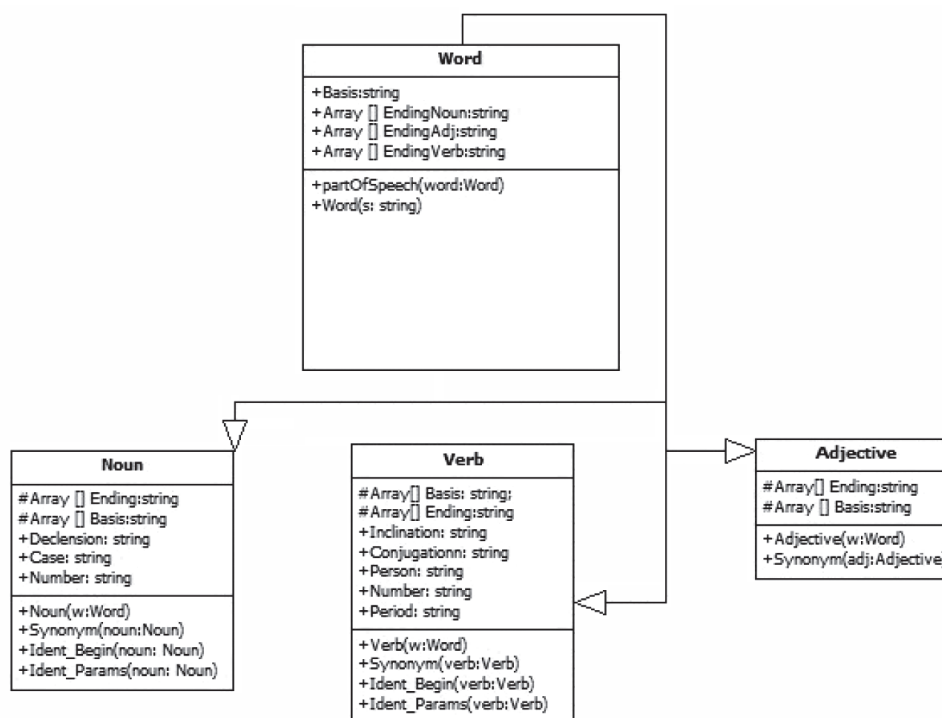 Word
+Basis:string
+Array [] EndingNoun:string
+Array [] EndingAdj:string
+Array [] EndingVerb:string
+partOfSpeech(word:Word)
+Word(s: string)
Noun
#Array [] Ending:string
#Array [] Basis:string
+Declension: string
+Case: string
+Number: string
+Noun(w:Word)
+Synonym(noun:Noun)
+Ident_Begin(noun: Noun)
+Ident_Params(noun: Noun)
Verb
#Array[] Basis: string;
#Array[] Ending:string
+Inclination: string
+Conjugationn: string
+Person: string
+Number: string
+Period: string
+Verb(w:Word)
+Synonym(verb:Verb)
+Ident_Begin(verb:Verb)
+Ident_Params(verb:Verb)
Adjective
#Array[] Ending:string
#Array [] Basis:string
+Adjective(w:Word)
+Synonym(adj:Adjective)